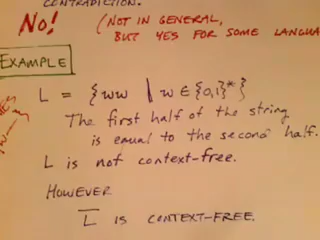 CONTRADICTION.
NO! (NOT IN GENERAL,
BUT YES FOR SOME
EXAMPLE
L = {ww | w ∈ {0,1}*}
The first half of the string
is equal to the second half.
L is not context-free.
HOWEVER
L̅ is CONTEXT-FREE.